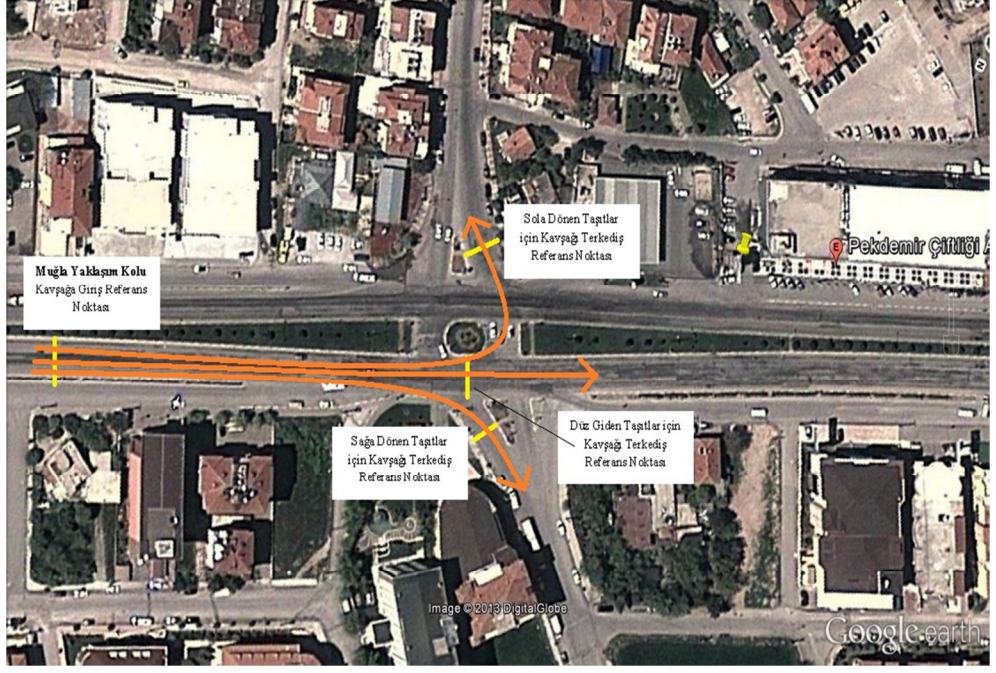 Sola Dönen Taşıtlar
için Kavşağı Terkediş
Referans Noktası
Pekdemir Çiftliği A
Muğla Yaklaşım Kolu
Kavşağa Giriş Referans
Noktası
Sağa Dönen Taşıtlar
için Kavşağı Terkediş
Referans Noktası
Düz Giden Taşıtlar için
Kavşağı Terkediş
Referans Noktası
Image © 2013 DigitalGlobe
Google earth